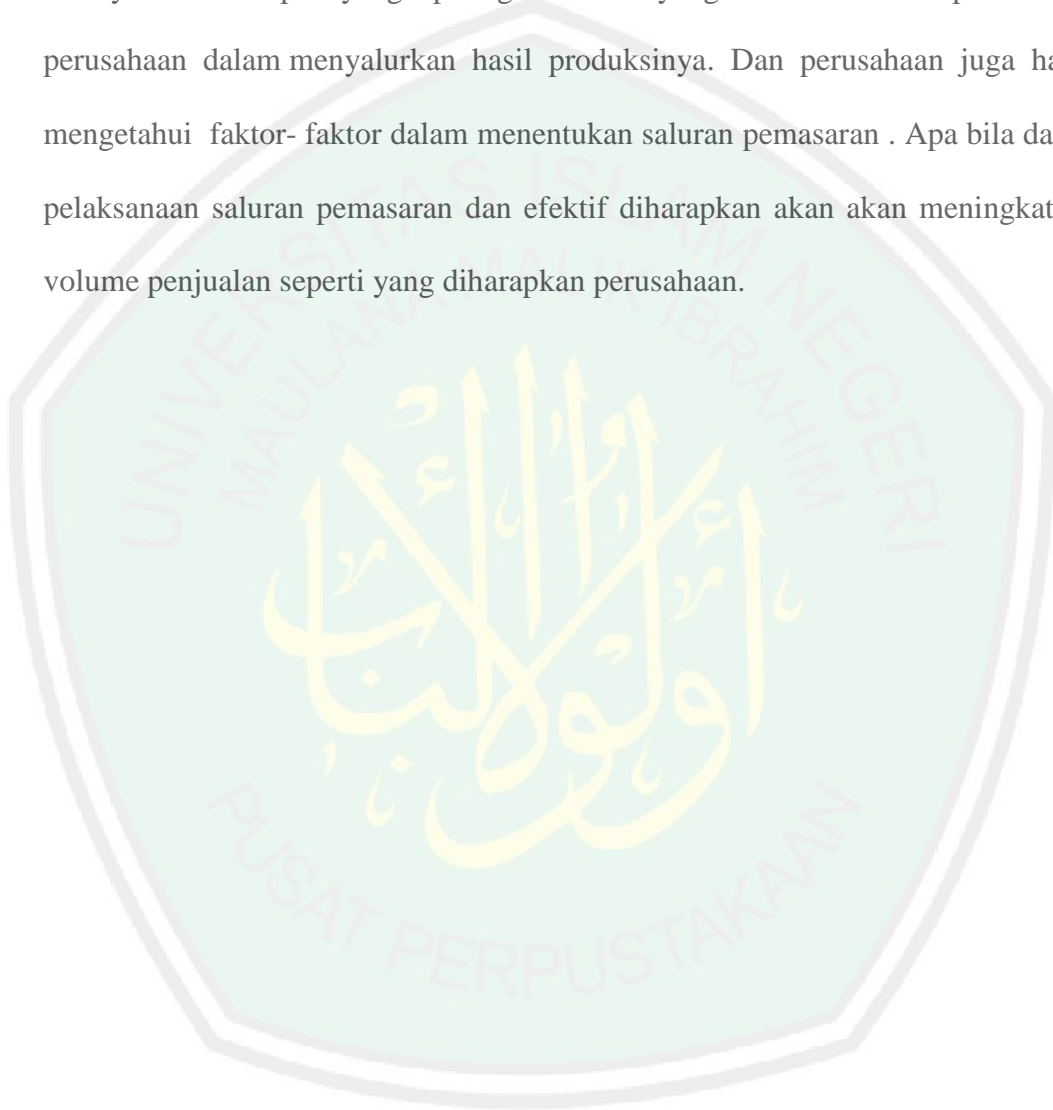 perusahaan dalam menyalurkan hasil produksinya. Dan perusahaan juga ha
mengetahui faktor- faktor dalam menentukan saluran pemasaran . Apa bila da
pelaksanaan saluran pemasaran dan efektif diharapkan akan akan meningkat
volume penjualan seperti yang diharapkan perusahaan.
UNIVERSITAS ISLAM NEGERI
MAULANA MALIK IBRAHIM
أولوا الألباب
PUSAT PERPUSTAKAAN